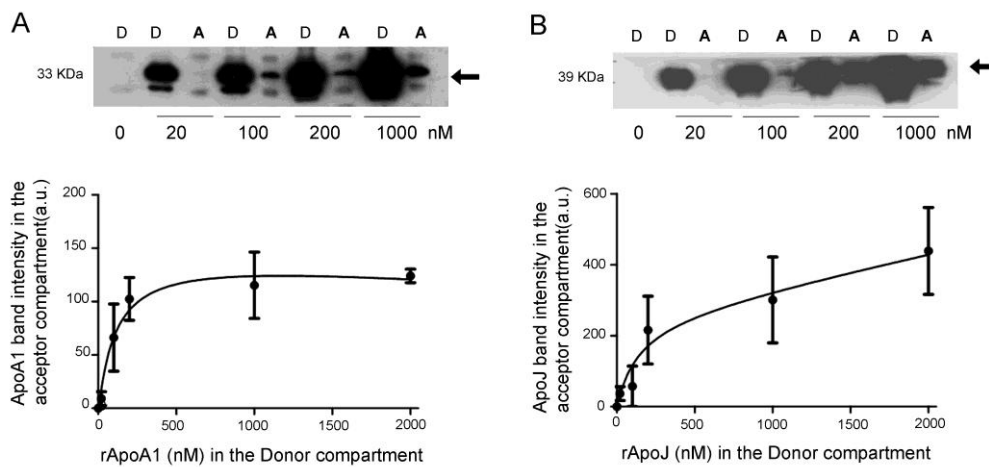 A
D D A D A D A D A
33 KDa
0 20 100 200 1000 nM
ApoA1 band intensity in the
acceptor compartment(a.u.)
200
150
100
50
0
0 500 1000 1500 2000
rApoA1 (nM) in the Donor compartment
B
D D A D A D A D A
39 KDa
0 20 100 200 1000 nM
ApoJ band intensity in the
acceptor compartment(a.u.)
600
400
200
0
0 500 1000 1500 2000
rApoJ (nM) in the Donor compartment